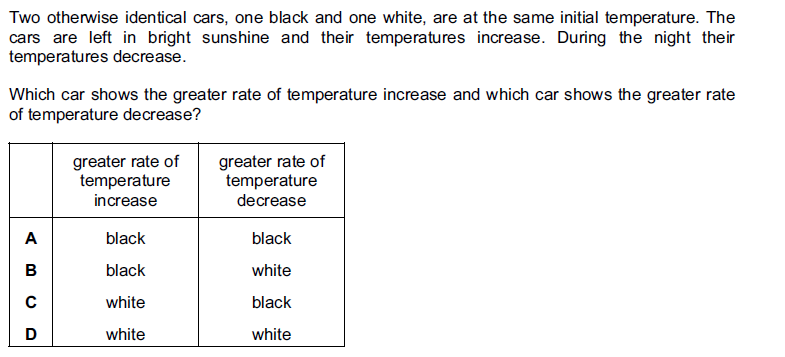 Two otherwise identical cars, one black and one white, are at the same initial temperature. The
cars are left in bright sunshine and their temperatures increase. During the night their
temperatures decrease.
Which car shows the greater rate of temperature increase and which car shows the greater rate
of temperature decrease?
greater rate of temperature increase
greater rate of temperature decrease
A black black
B black white
C white black
D white white